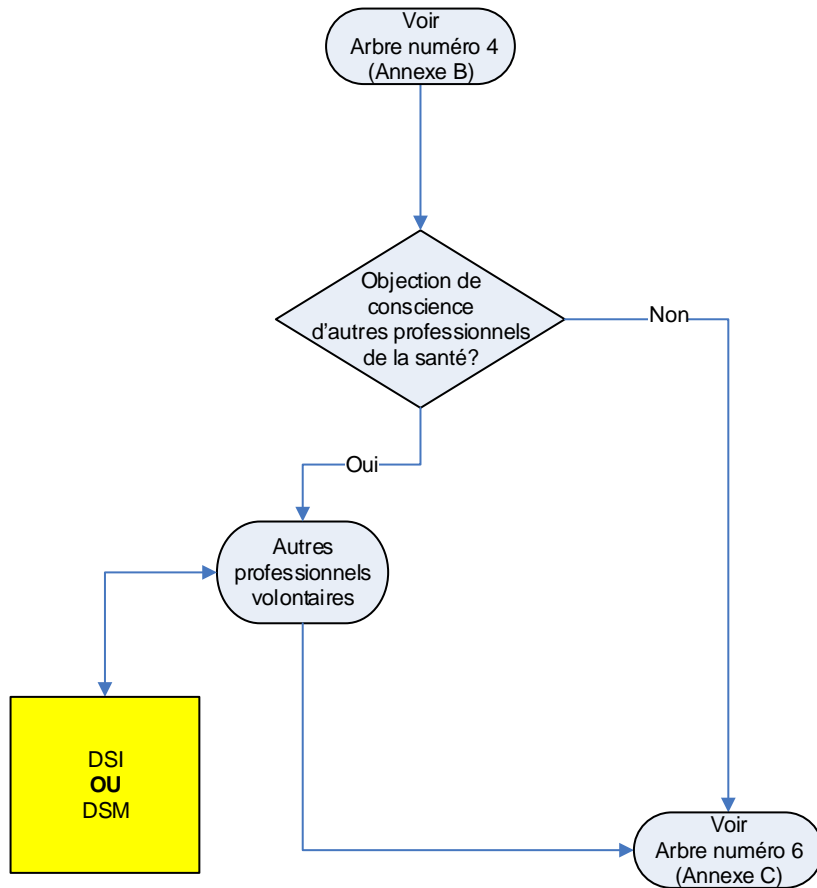 Voir
Arbre numéro 4
(Annexe B)
Objection de
conscience
d'autres professionnels
de la santé?
Non
Oui
Autres
professionnels
volontaires
DSI
OU
DSM
Voir
Arbre numéro 6
(Annexe C)